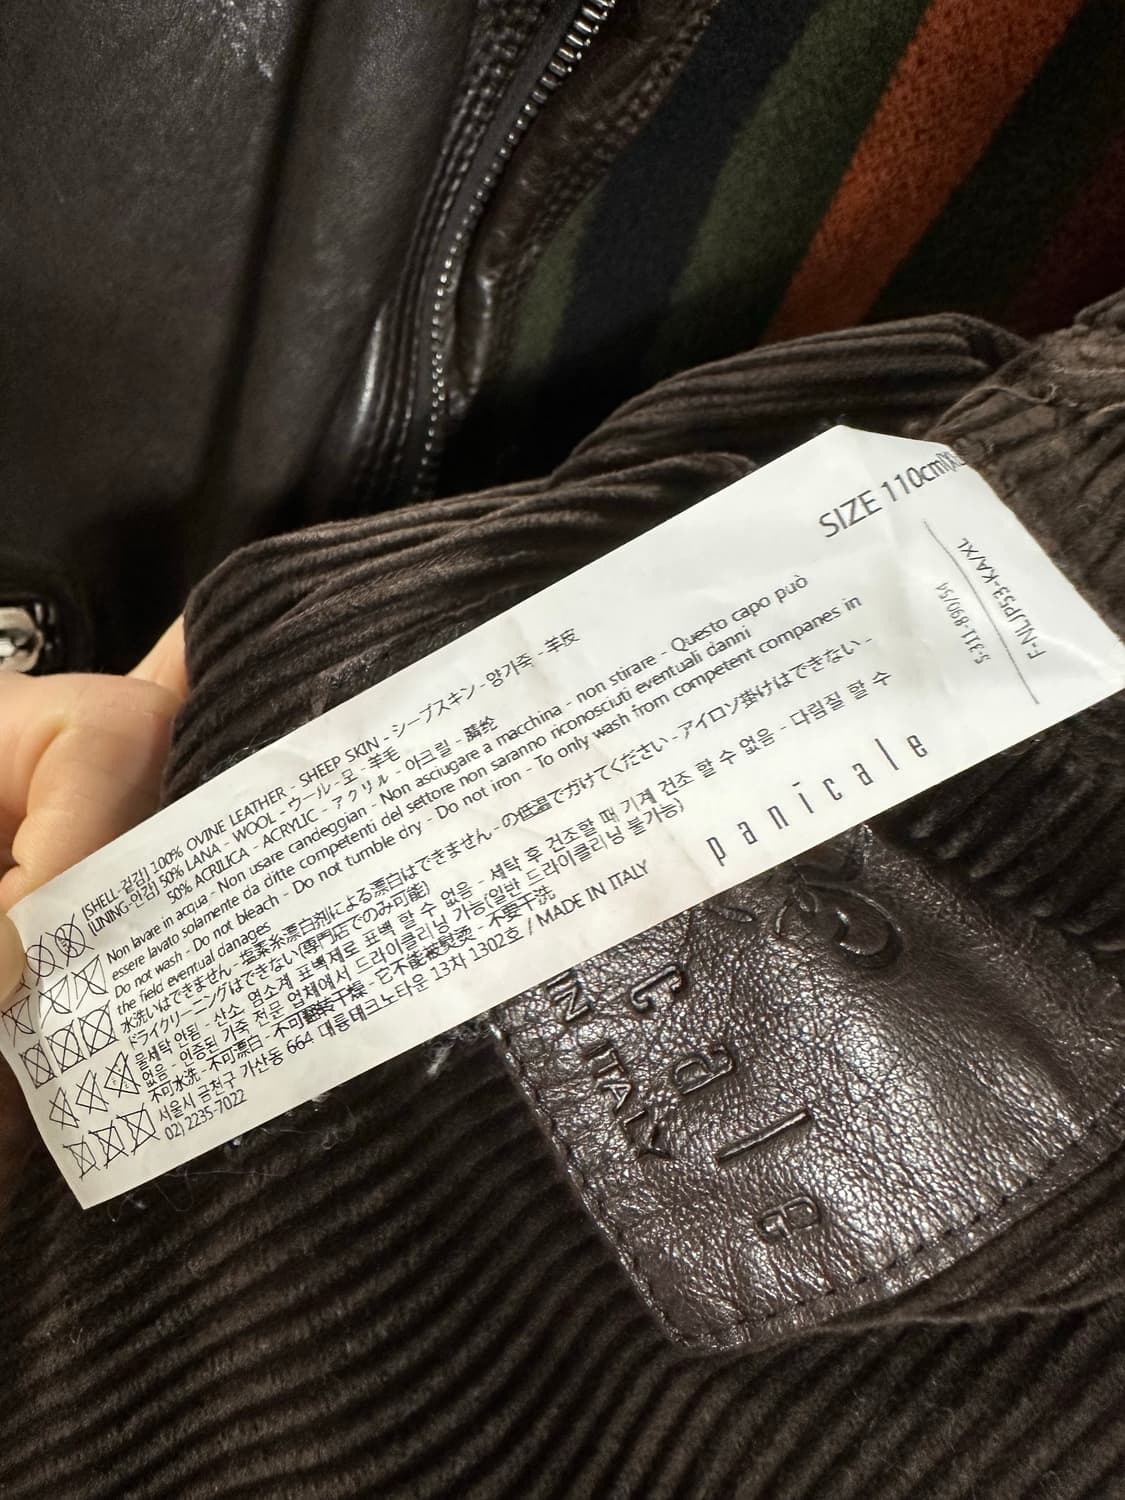 SIZE 110cm(XL
F-NLJP53-KA/XL
S-311-890/54
[SHELL-겉감] 100% OVINE LEATHER - SHEEP SKIN - シープスキン - 양가죽 - 羊皮
[LINING-안감] 50% LANA - WOOL - ウール - 모 - 羊毛
50% ACRILICA - ACRYLIC - アクリル - 아크릴 - 腈纶
Non lavare in acqua - Non usare candeggian - Non asciugare a macchina - non stirare - Questo capo può
essere lavato solamente da ditte competenti del settore non saranno riconosciuti eventuali danni
Do not wash - Do not bleach - Do not tumble dry - Do not iron - To only wash from competent companes in
the field eventual damages
水洗いはできません - 塩素系漂白剤による漂白はできません - の低温で力けてください - アイロン掛けはできない -
ドライクリーニングはできない (専門店でのみ可能)
물세탁 안됨 - 산소 염소계 표백제로 표백 할 수 없음 - 세탁 후 건조할 때 기계 건조 할 수 없음 - 다림질 할 수
없음 - 인증된 가죽 전문 업체에서 드라이클리닝 가능(일반 드라이클리닝 불가능)
不可水洗 - 不可漂白 - 不可翻转干燥 - 它不能被熨烫 - 不要干洗
서울시 금천구 가산동 664 대륭테크노타운 13차 1302호 / MADE IN ITALY
02) 2235-7022
panicale
cale
IN ITALY